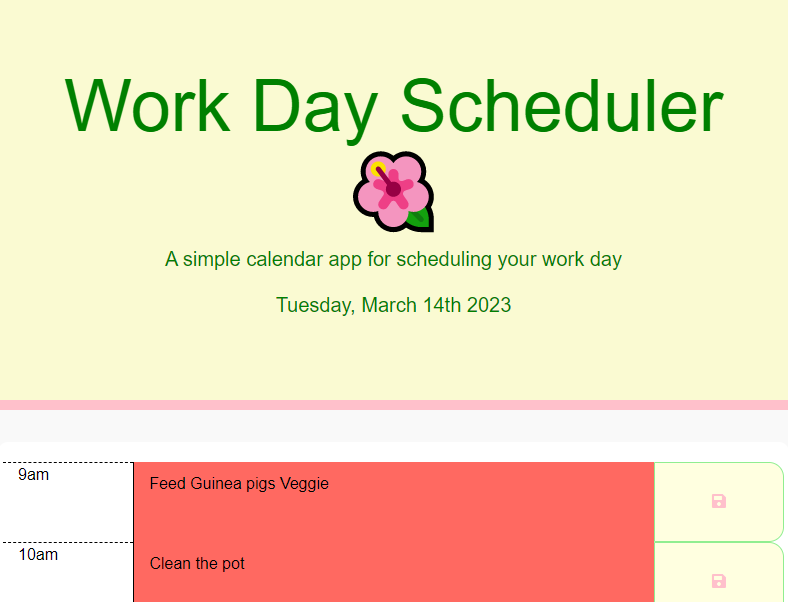 Work Day Scheduler
A simple calendar app for scheduling your work day
Tuesday, March 14th 2023
9am
Feed Guinea pigs Veggie
10am
Clean the pot